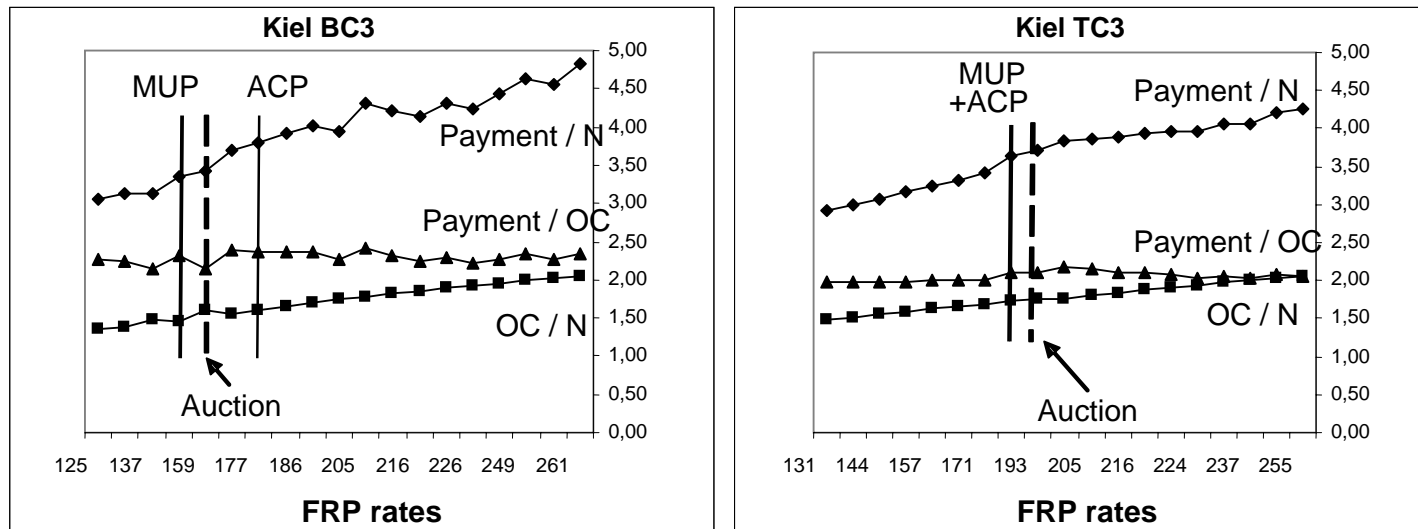 Kiel BC3
5,00
4,50
4,00
3,50
3,00
2,50
2,00
1,50
1,00
0,50
0,00
MUP
ACP
Payment / N
Payment / OC
OC / N
Auction
125 137 159 177 186 205 216 226 249 261
FRP rates
Kiel TC3
5,00
4,50
4,00
3,50
3,00
2,50
2,00
1,50
1,00
0,50
0,00
MUP
+ACP
Payment / N
Payment / OC
OC / N
Auction
131 144 157 171 193 205 216 224 237 255
FRP rates